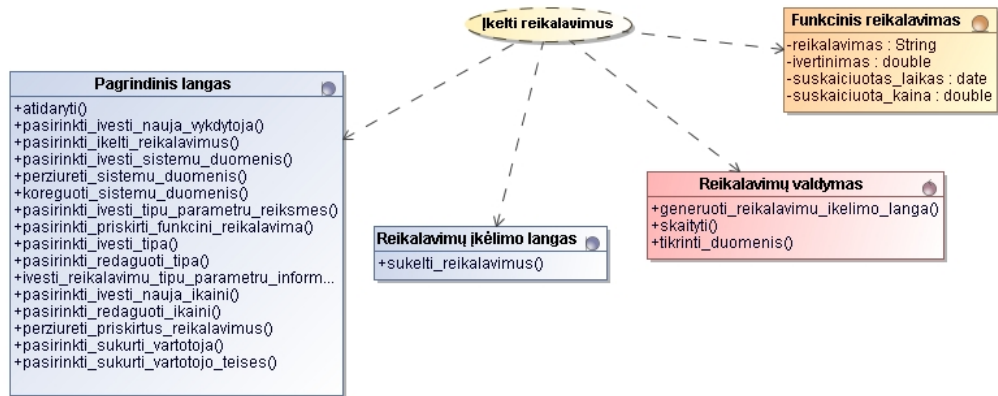 Įkelti reikalavimus
Funkcinis reikalavimas
-reikalavimas : String
-ivertinimas : double
-suskaiciuotas_laikas : date
-suskaiciuota_kaina : double
Pagrindinis langas
+atidaryti()
+pasirinkti_ivesti_nauja_vykdytoja()
+pasirinkti_ikelti_reikalavimus()
+pasirinkti_ivesti_sistemu_duomenis()
+perziureti_sistemu_duomenis()
+koreguoti_sistemu_duomenis()
+pasirinkti_ivesti_tipu_parametru_reiksmes()
+pasirinkti_priskirti_funkcini_reikalavima()
+pasirinkti_ivesti_tipa()
+pasirinkti_redaguoti_tipa()
+ivesti_reikalavimu_tipu_parametru_inform...
+pasirinkti_ivesti_nauja_ikaini()
+pasirinkti_redaguoti_ikaini()
+perziureti_priskirtus_reikalavimus()
+pasirinkti_sukurti_vartotoja()
+pasirinkti_sukurti_vartotojo_teises()
Reikalavimų įkėlimo langas
+sukelti_reikalavimus()
Reikalavimų valdymas
+generuoti_reikalavimu_ikelimo_langa()
+skaityti()
+tikrinti_duomenis()